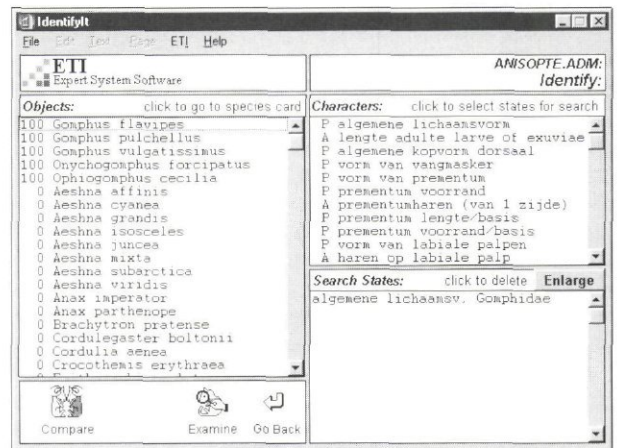 IdentifyIt
File Edit Text Page ETI Help
ETI
Expert System Software
ANISOPTE.ADM:
Identify:
Objects: click to go to species card
100 Gomphus flavipes
100 Gomphus pulchellus
100 Gomphus vulgatissimus
100 Onychogomphus forcipatus
100 Ophiogomphus cecilia
0 Aeshna affinis
0 Aeshna cyanea
0 Aeshna grandis
0 Aeshna isosceles
0 Aeshna juncea
0 Aeshna mixta
0 Aeshna subarctica
0 Aeshna viridis
0 Anax imperator
0 Anax parthenope
0 Brachytron pratense
0 Cordulegaster boltonii
0 Cordulia aenea
0 Crocothemis erythraea
Characters: click to select states for search
P algemene lichaamsvorm
A lengte adulte larve of exuviae
P algemene kopvorm dorsaal
P vorm van vangmasker
P vorm van prementum
P prementum voorrand
A prementumharen (van 1 zijde)
P prementum lengte/basis
P prementum voorrand/basis
P vorm van labiale palpen
A haren op labiale palp
Search States: click to delete Enlarge
algemene lichaamsv. Gomphidae
Compare Examine Go Back